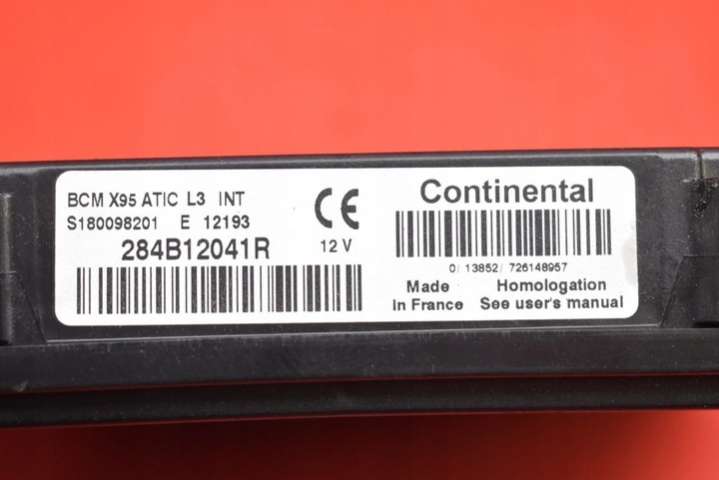 BCM X95 ATIC L3 INT
S180098201 E 12193
284B12041R
CE
12 V
Continental
0/ 13852/ 726148957
Made
In France
Homologation
See user's manual